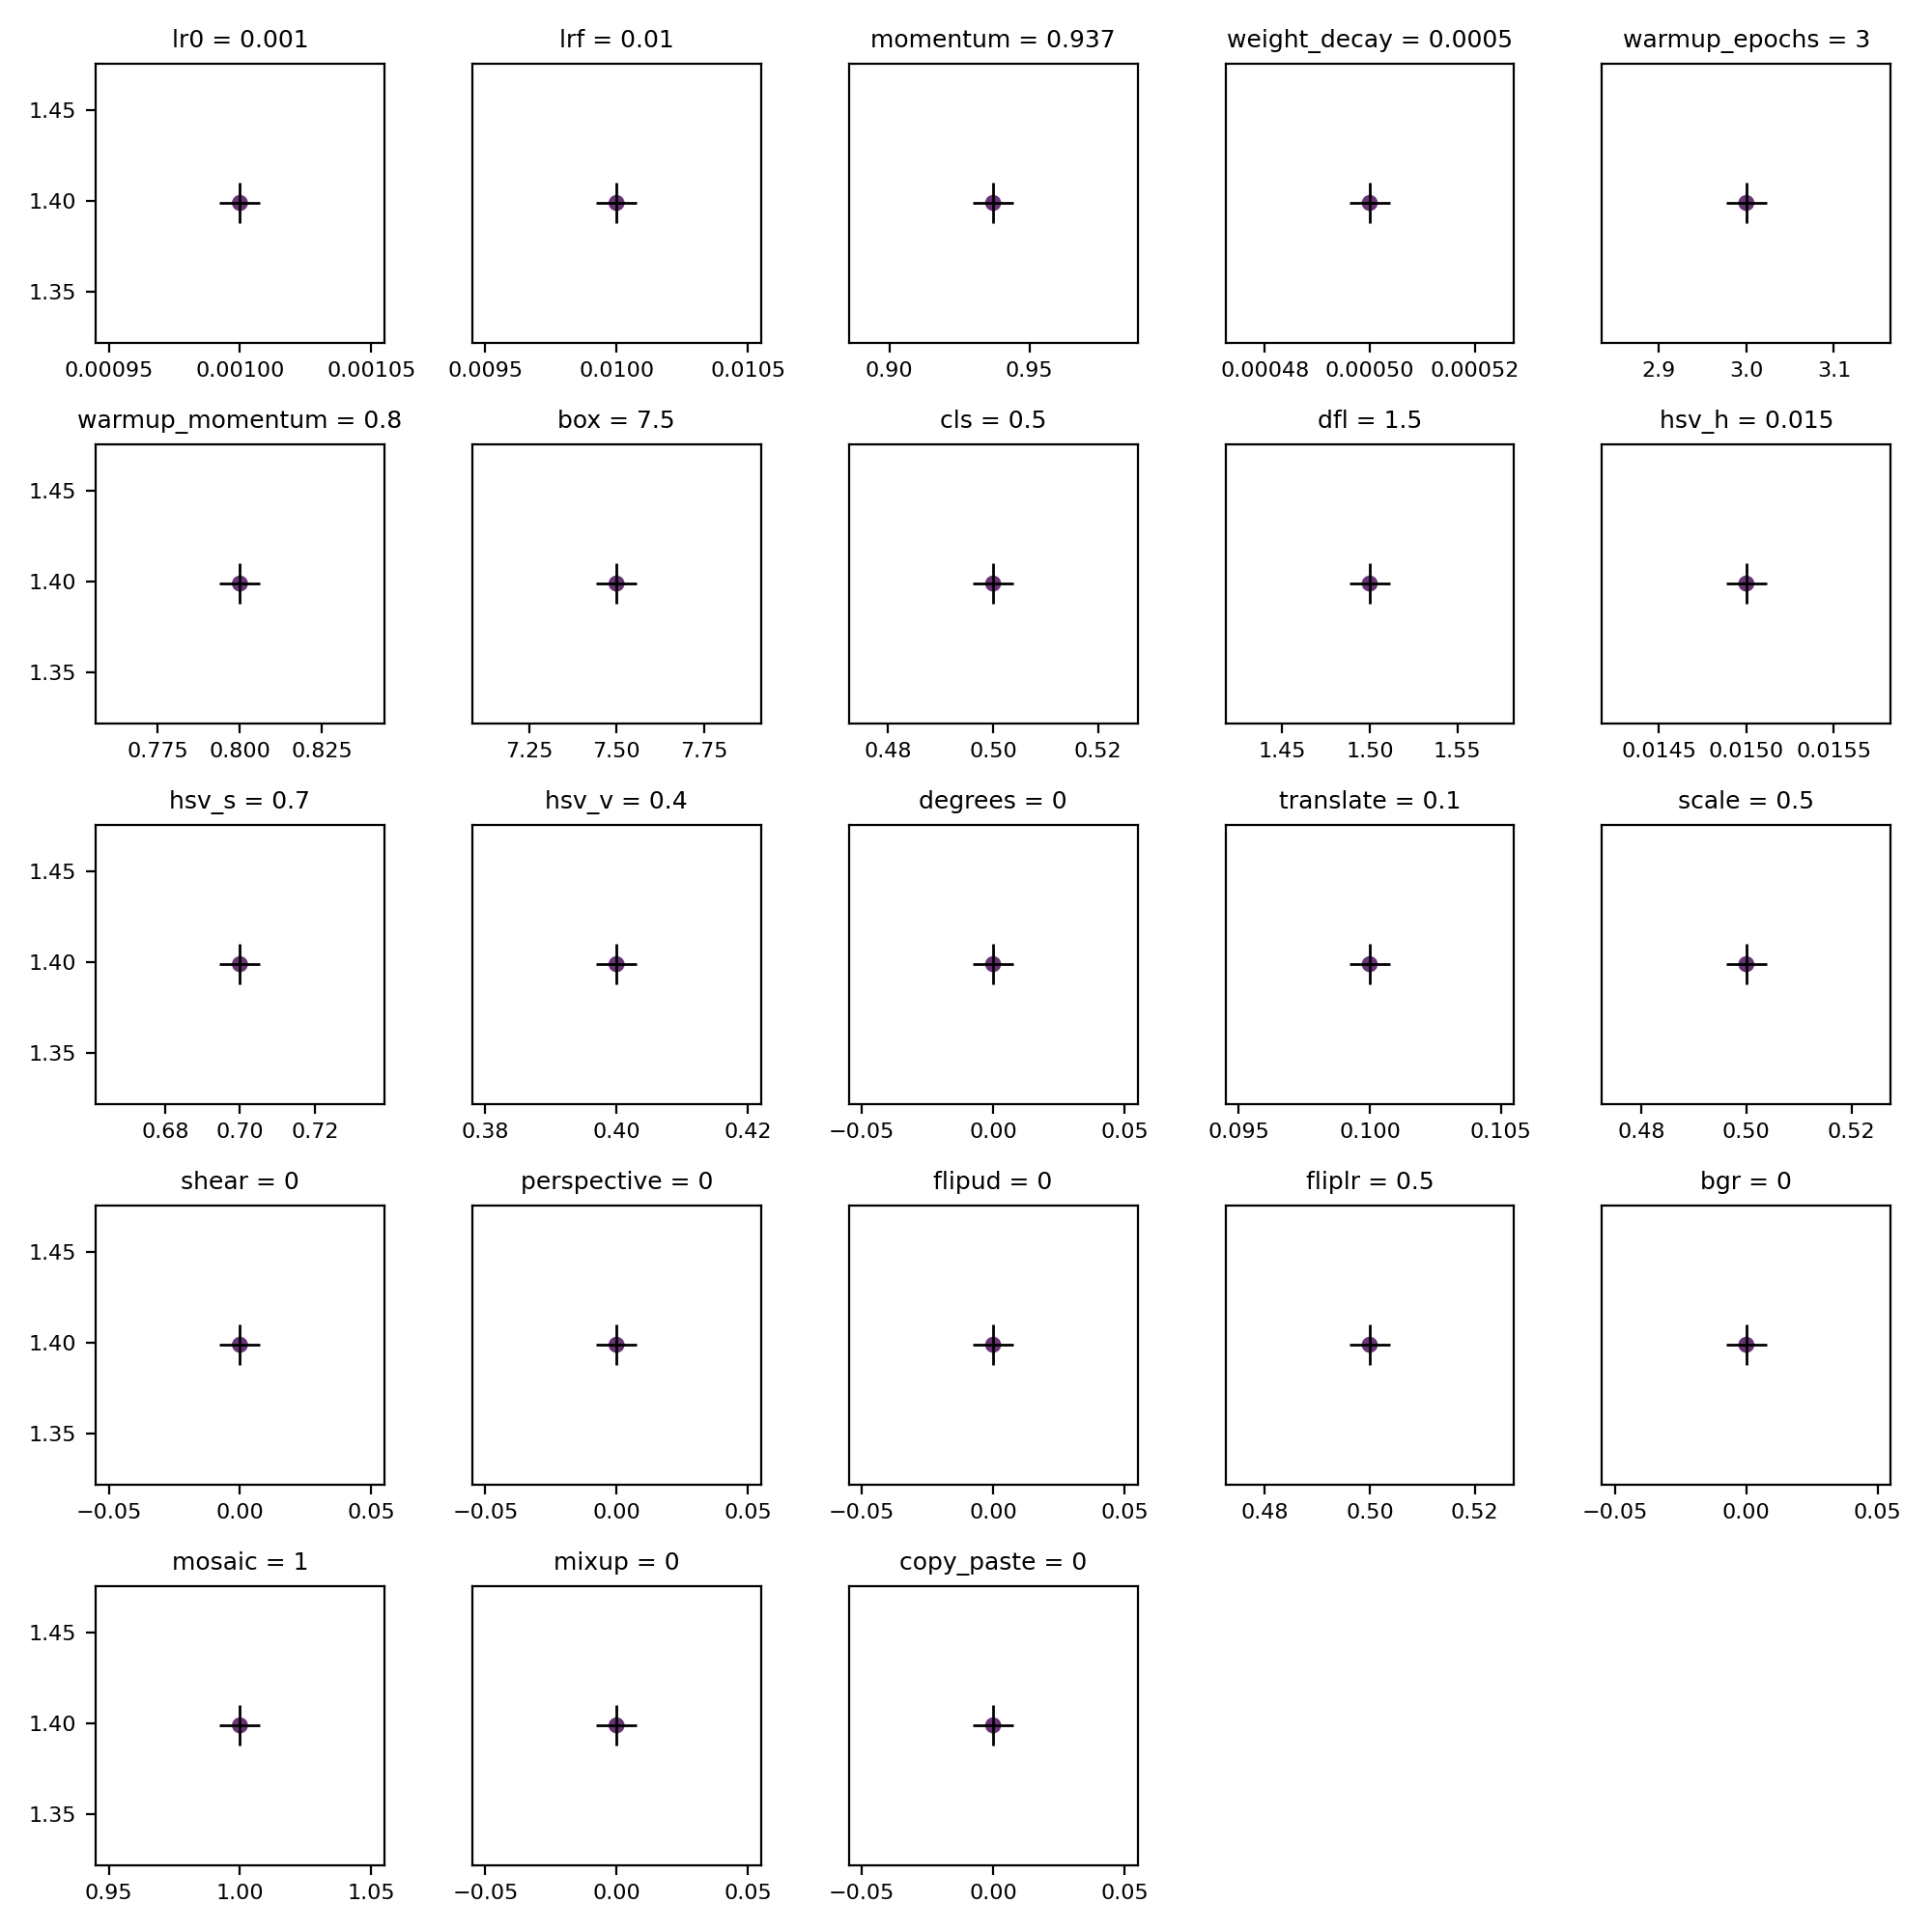 lr0 = 0.001 lrf = 0.01 momentum = 0.937 weight_decay = 0.0005 warmup_epochs = 3
1.45
1.40
1.35
0.00095 0.00100 0.00105 0.0095 0.0100 0.0105 0.90 0.95 0.00048 0.00050 0.00052 2.9 3.0 3.1
warmup_momentum = 0.8 box = 7.5 cls = 0.5 dfl = 1.5 hsv_h = 0.015
1.45
1.40
1.35
0.775 0.800 0.825 7.25 7.50 7.75 0.48 0.50 0.52 1.45 1.50 1.55 0.0145 0.0150 0.0155
hsv_s = 0.7 hsv_v = 0.4 degrees = 0 translate = 0.1 scale = 0.5
1.45
1.40
1.35
0.68 0.70 0.72 0.38 0.40 0.42 −0.05 0.00 0.05 0.095 0.100 0.105 0.48 0.50 0.52
shear = 0 perspective = 0 flipud = 0 fliplr = 0.5 bgr = 0
1.45
1.40
1.35
−0.05 0.00 0.05 −0.05 0.00 0.05 −0.05 0.00 0.05 0.48 0.50 0.52 −0.05 0.00 0.05
mosaic = 1 mixup = 0 copy_paste = 0
1.45
1.40
1.35
0.95 1.00 1.05 −0.05 0.00 0.05 −0.05 0.00 0.05